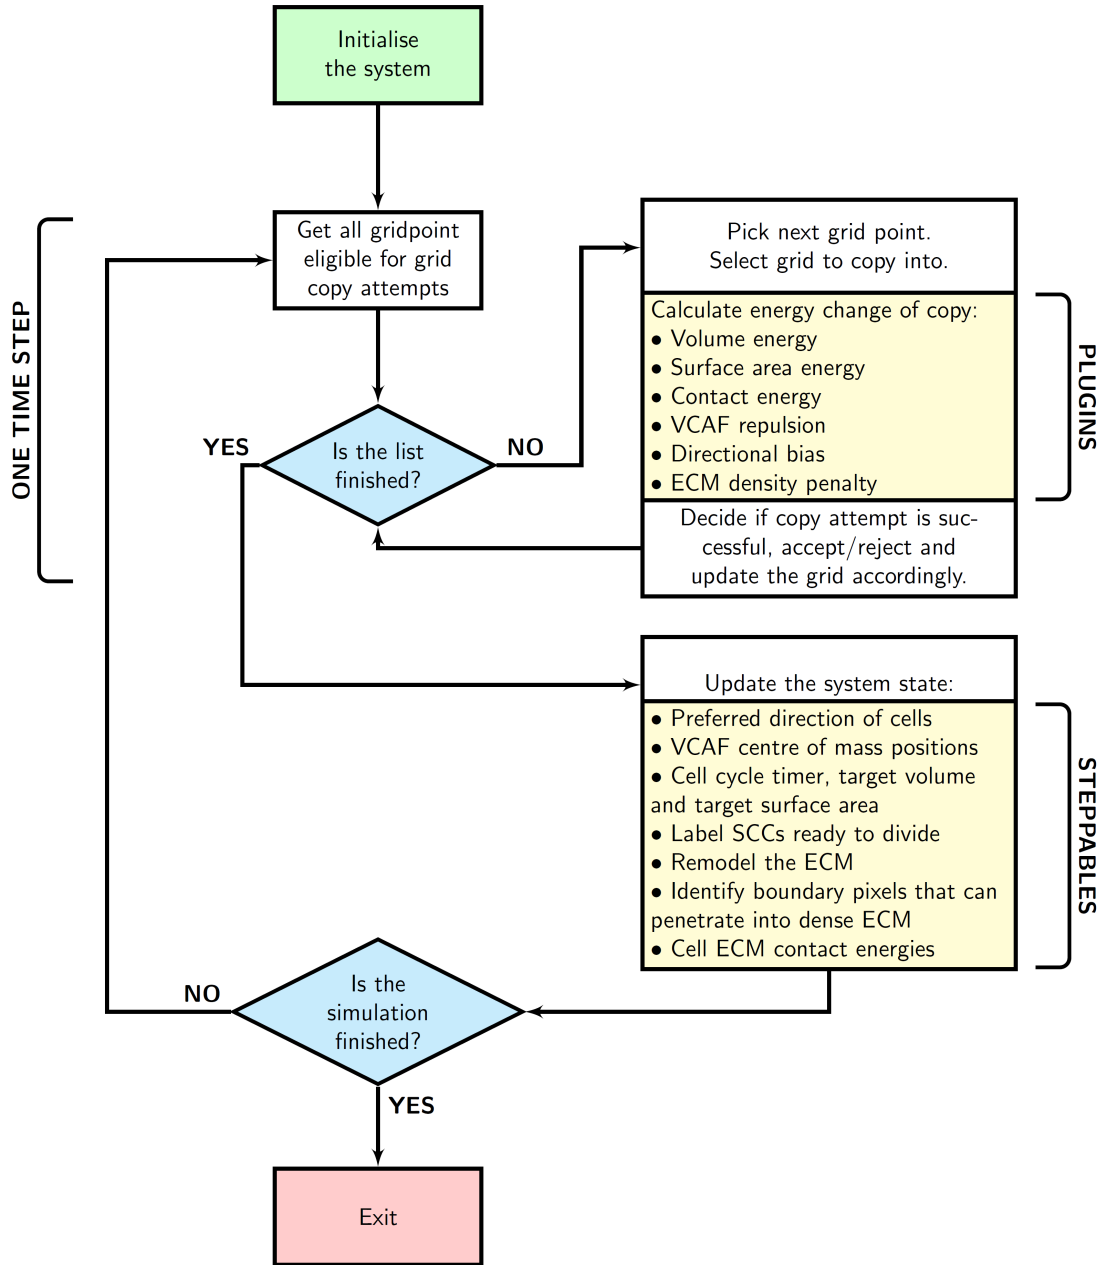 Initialise
the system
ONE TIME STEP
Get all gridpoint
eligible for grid
copy attempts
Is the list
finished?
YES
NO
Pick next grid point.
Select grid to copy into.
Calculate energy change of copy:
● Volume energy
● Surface area energy
● Contact energy
● VCAF repulsion
● Directional bias
● ECM density penalty
PLUGINS
Decide if copy attempt is suc-
cessful, accept/reject and
update the grid accordingly.
Update the system state:
● Preferred direction of cells
● VCAF centre of mass positions
● Cell cycle timer, target volume
and target surface area
● Label SCCs ready to divide
● Remodel the ECM
● Identify boundary pixels that can
penetrate into dense ECM
● Cell ECM contact energies
STEPPABLES
Is the
simulation
finished?
NO
YES
Exit